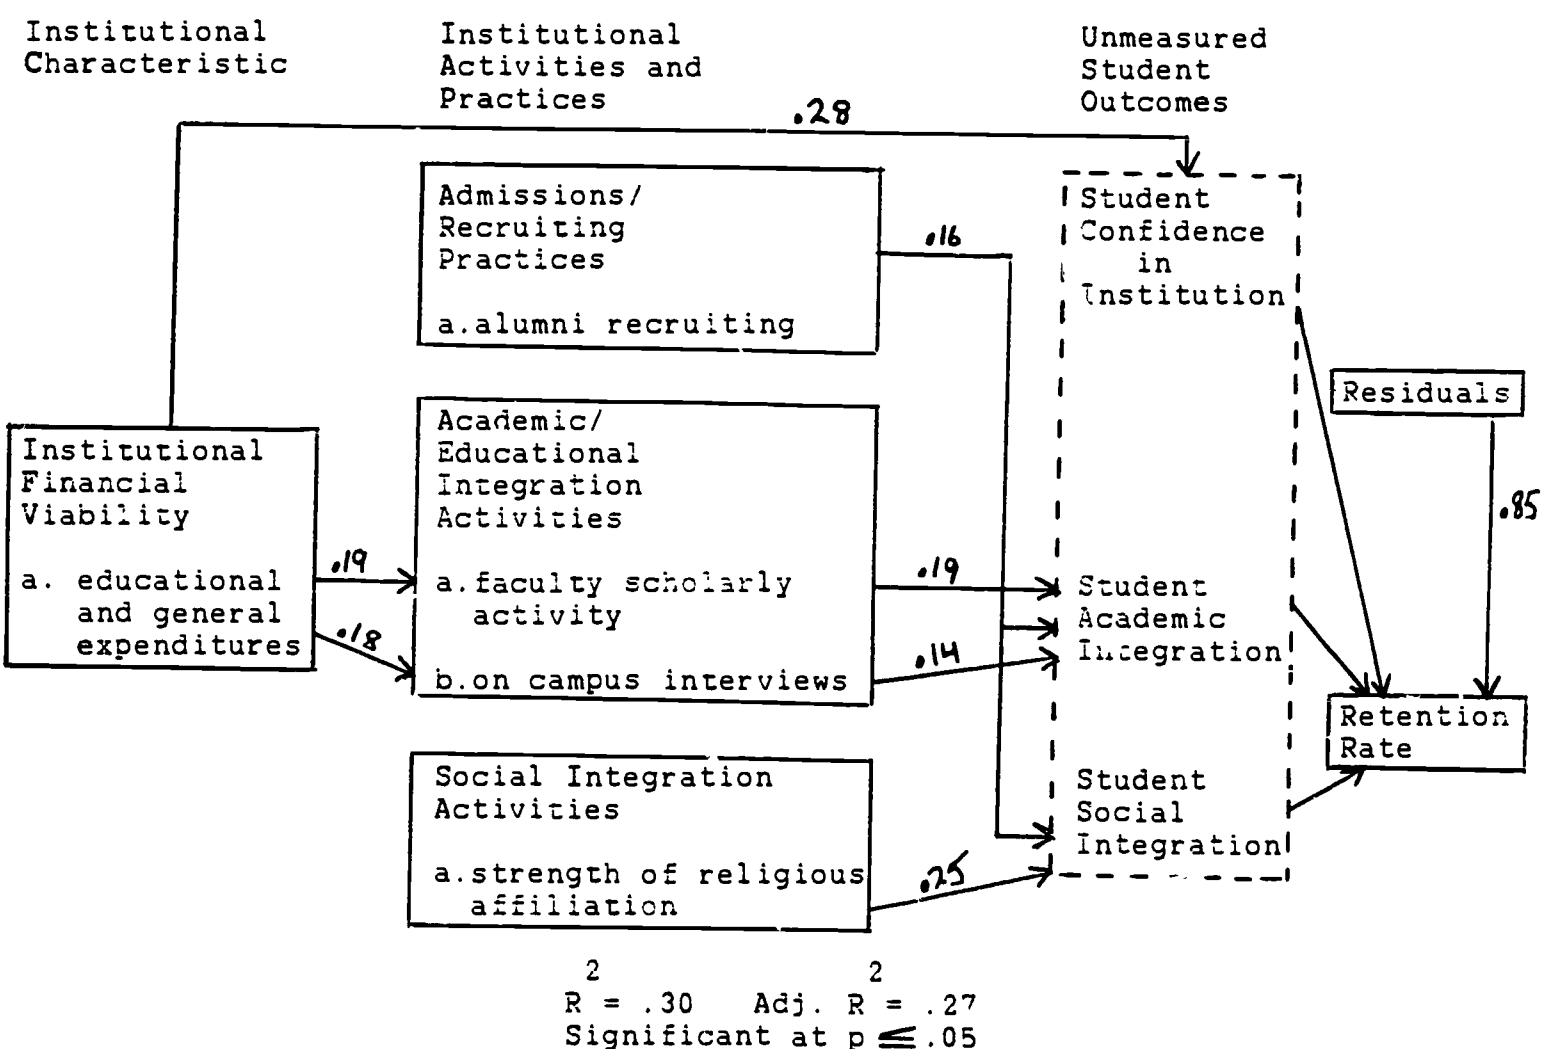 Institutional
Characteristic
Institutional
Activities and
Practices
Unmeasured
Student
Outcomes
.28
Admissions/
Recruiting
Practices
a.alumni recruiting
.16
Student
Confidence
in
Institution
Residuals
.85
Institutional
Financial
Viability
a. educational
and general
expenditures
.19
.18
Academic/
Educational
Integration
Activities
a.faculty scholarly
activity
b.on campus interviews
.19
.14
Student
Academic
Integration
Retention
Rate
Social Integration
Activities
a.strength of religious
affiliation
.25
Student
Social
Integration
2 2
R = .30 Adj. R = .27
Significant at p ≦ .05